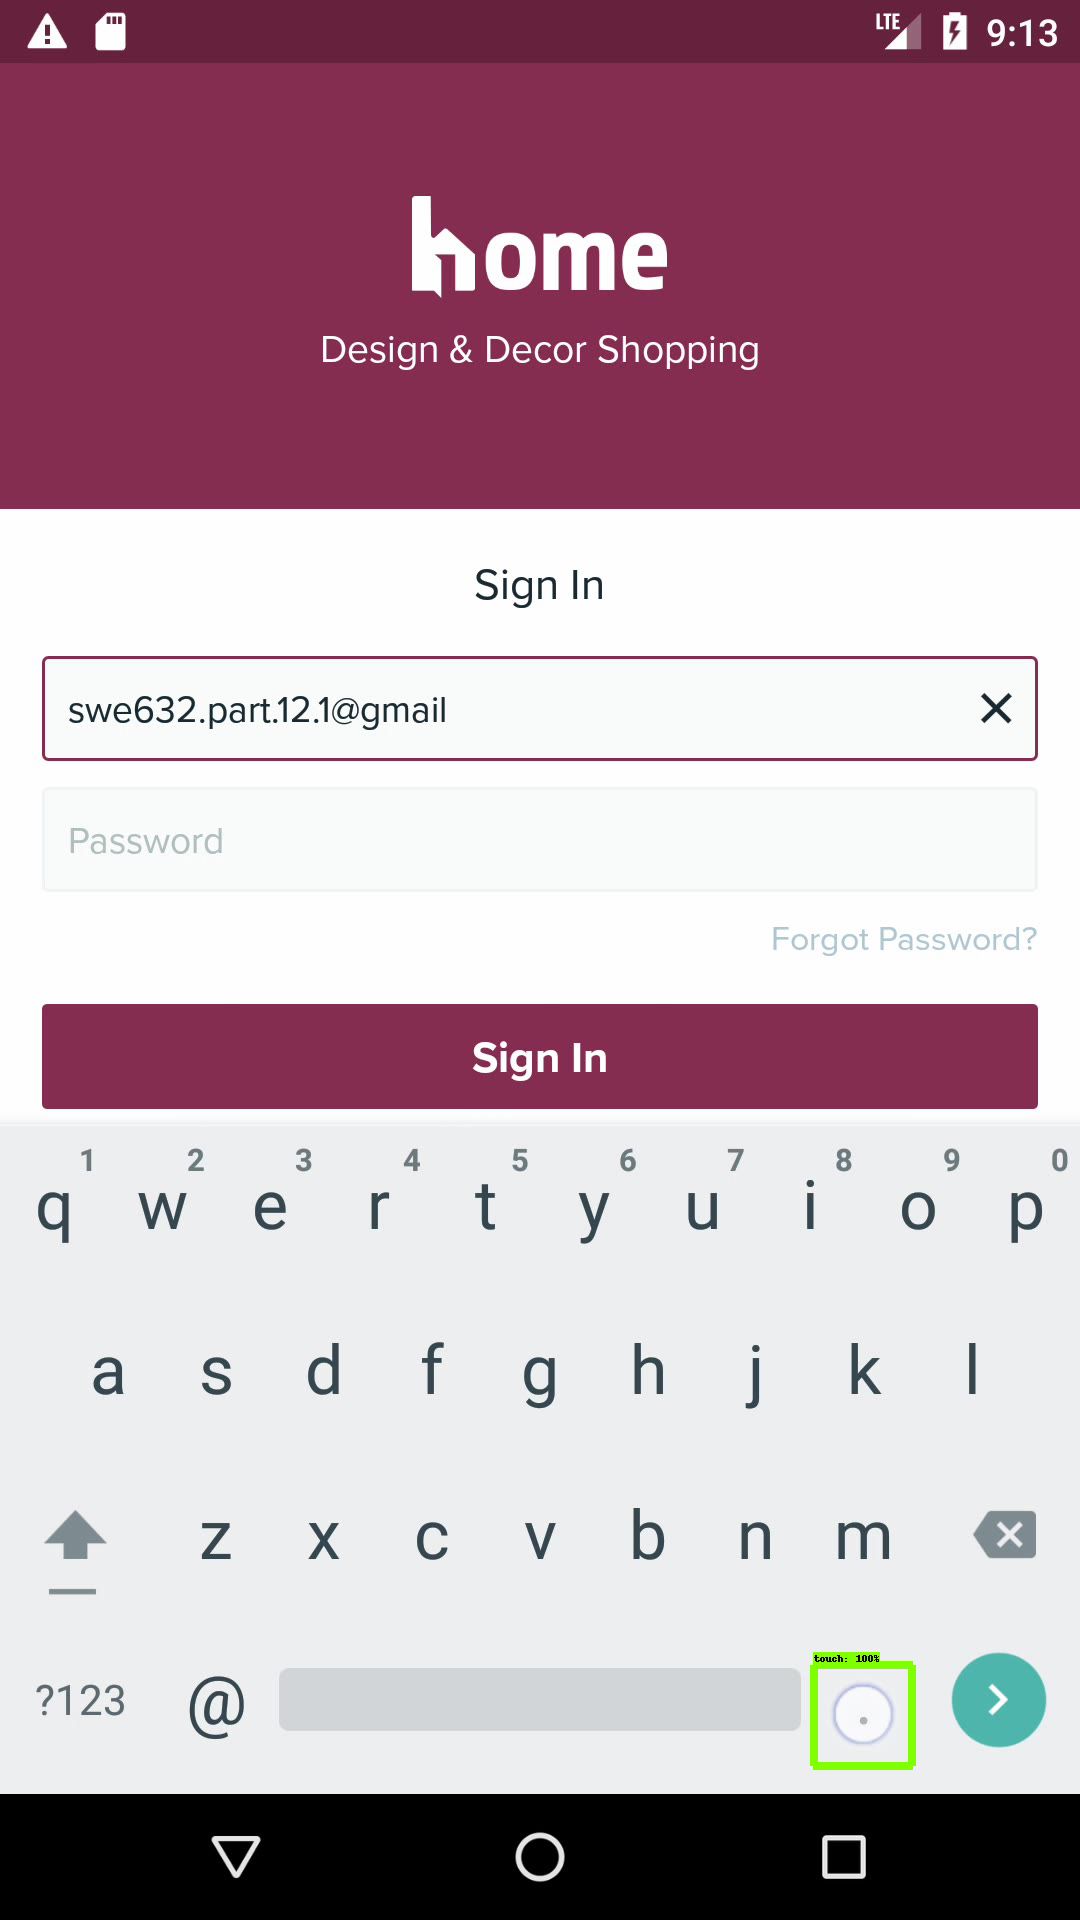 LTE 9:13
home
Design & Decor Shopping
Sign In
swe632.part.12.1@gmail
Password
Forgot Password?
Sign In
1 2 3 4 5 6 7 8 9 0
q w e r t y u i o p
a s d f g h j k l
z x c v b n m
touch: 100%
?123 @ .